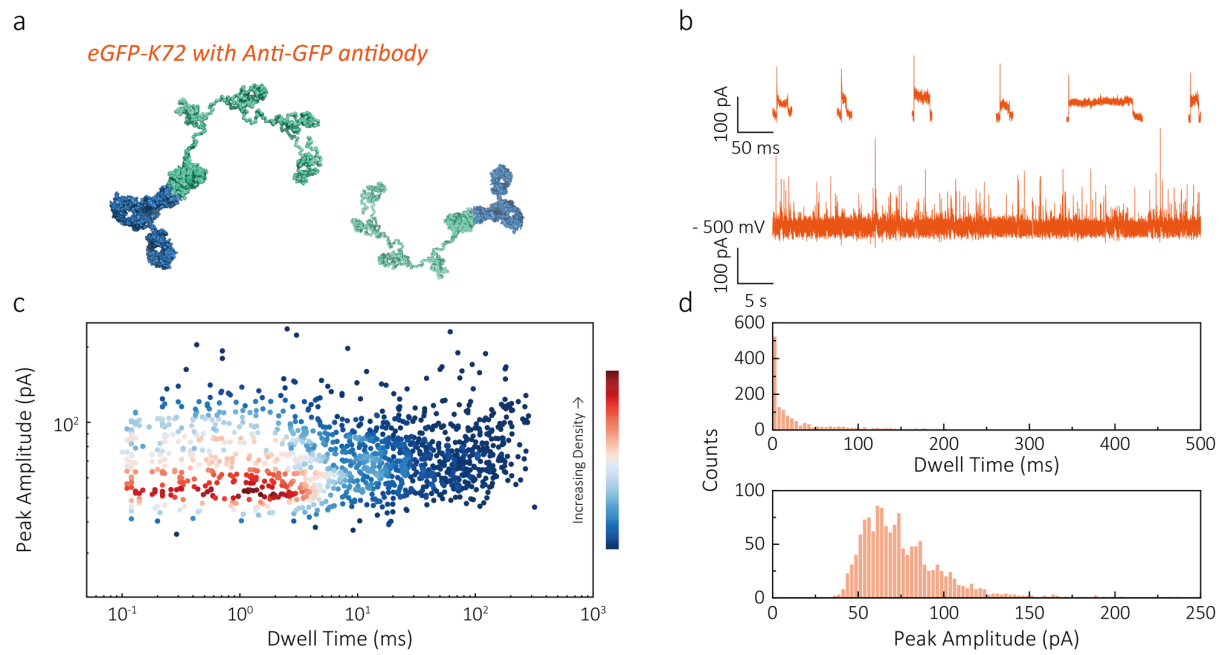 a
eGFP-K72 with Anti-GFP antibody
b
100 pA
50 ms
- 500 mV
100 pA
5 s
c
Peak Amplitude (pA)
10²
10⁻¹
10⁰
10¹
10²
10³
Dwell Time (ms)
Increasing Density →
d
Counts
600
400
200
0
0
100
200
300
400
500
Dwell Time (ms)
100
50
0
0
50
100
150
200
250
Peak Amplitude (pA)